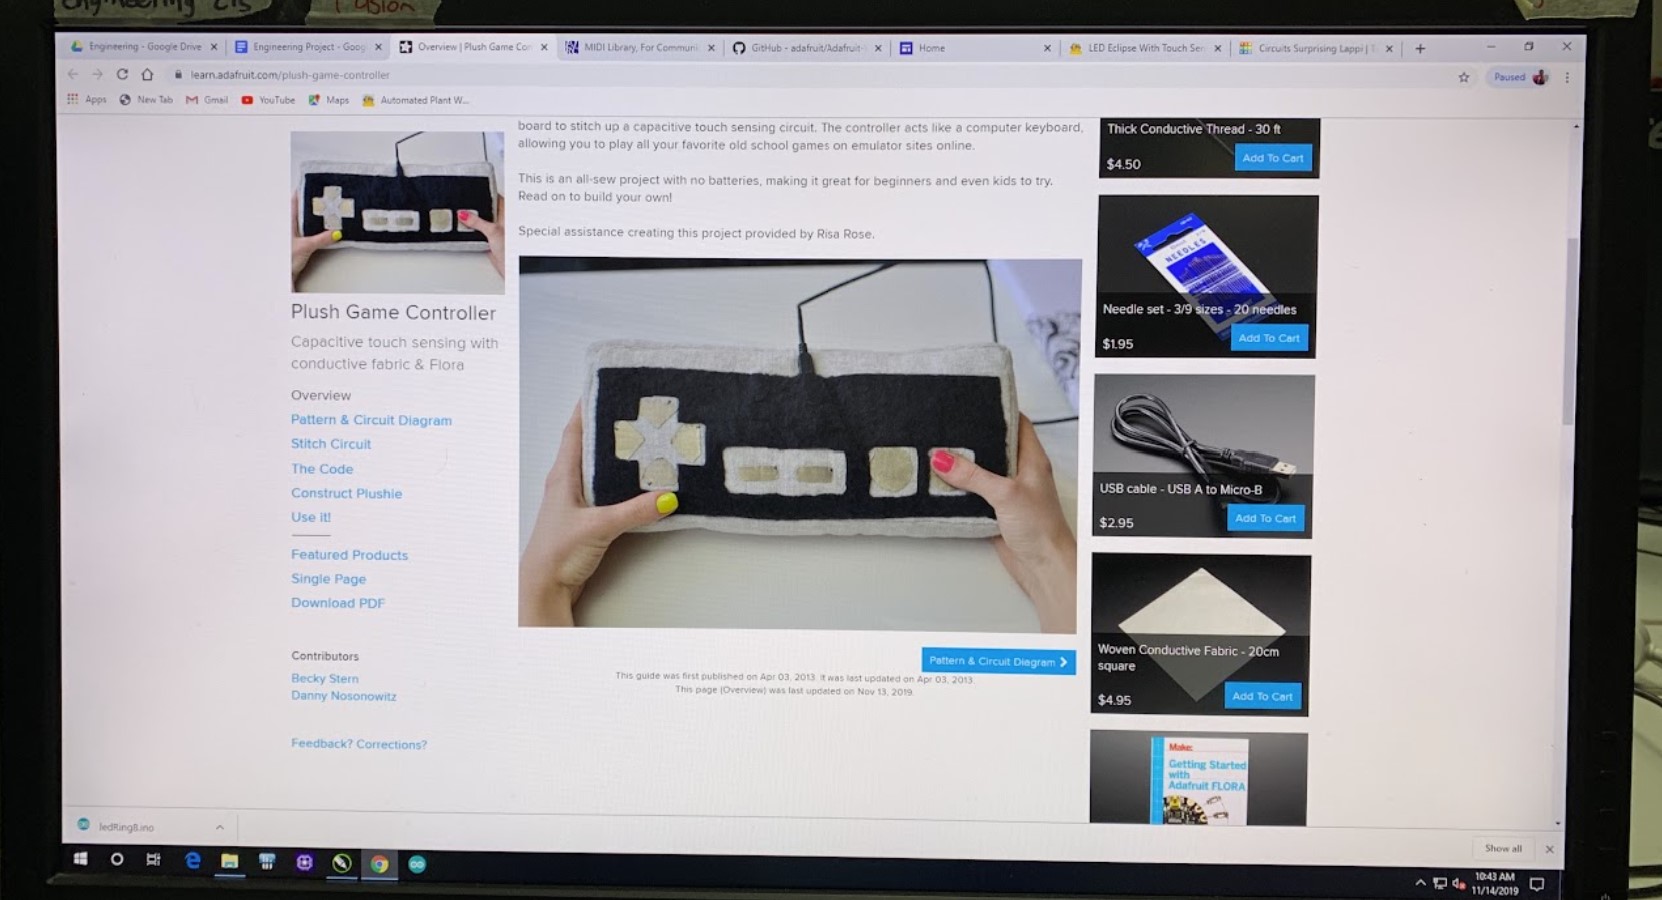 Engineering - Google Drive
Engineering Project - Goog
Overview | Plush Game Con
MIDI Library, For Communi
GitHub - adafruit/Adafruit-
Home
LED Eclipse With Touch Sen
Circuits Surprising Lappi | T
learn.adafruit.com/plush-game-controller
Paused
Apps
New Tab
Gmail
YouTube
Maps
Automated Plant W...
board to stitch up a capacitive touch sensing circuit. The controller acts like a computer keyboard,
allowing you to play all your favorite old school games on emulator sites online.
This is an all-sew project with no batteries, making it great for beginners and even kids to try.
Read on to build your own!
Special assistance creating this project provided by Risa Rose.
Plush Game Controller
Capacitive touch sensing with
conductive fabric & Flora
Overview
Pattern & Circuit Diagram
Stitch Circuit
The Code
Construct Plushie
Use it!
Featured Products
Single Page
Download PDF
Contributors
Becky Stern
Danny Nosonowitz
Feedback? Corrections?
Pattern & Circuit Diagram
This guide was first published on Apr 03, 2013. It was last updated on Apr 03, 2013.
This page (Overview) was last updated on Nov 13, 2019.
Thick Conductive Thread - 30 ft
$4.50
Add To Cart
NEEDLES
Needle set - 3/9 sizes - 20 needles
$1.95
Add To Cart
USB cable - USB A to Micro-B
$2.95
Add To Cart
Woven Conductive Fabric - 20cm
square
$4.95
Add To Cart
Make:
Getting Started
with
Adafruit FLORA
ledRing8.ino
Show all
10:43 AM
11/14/2019